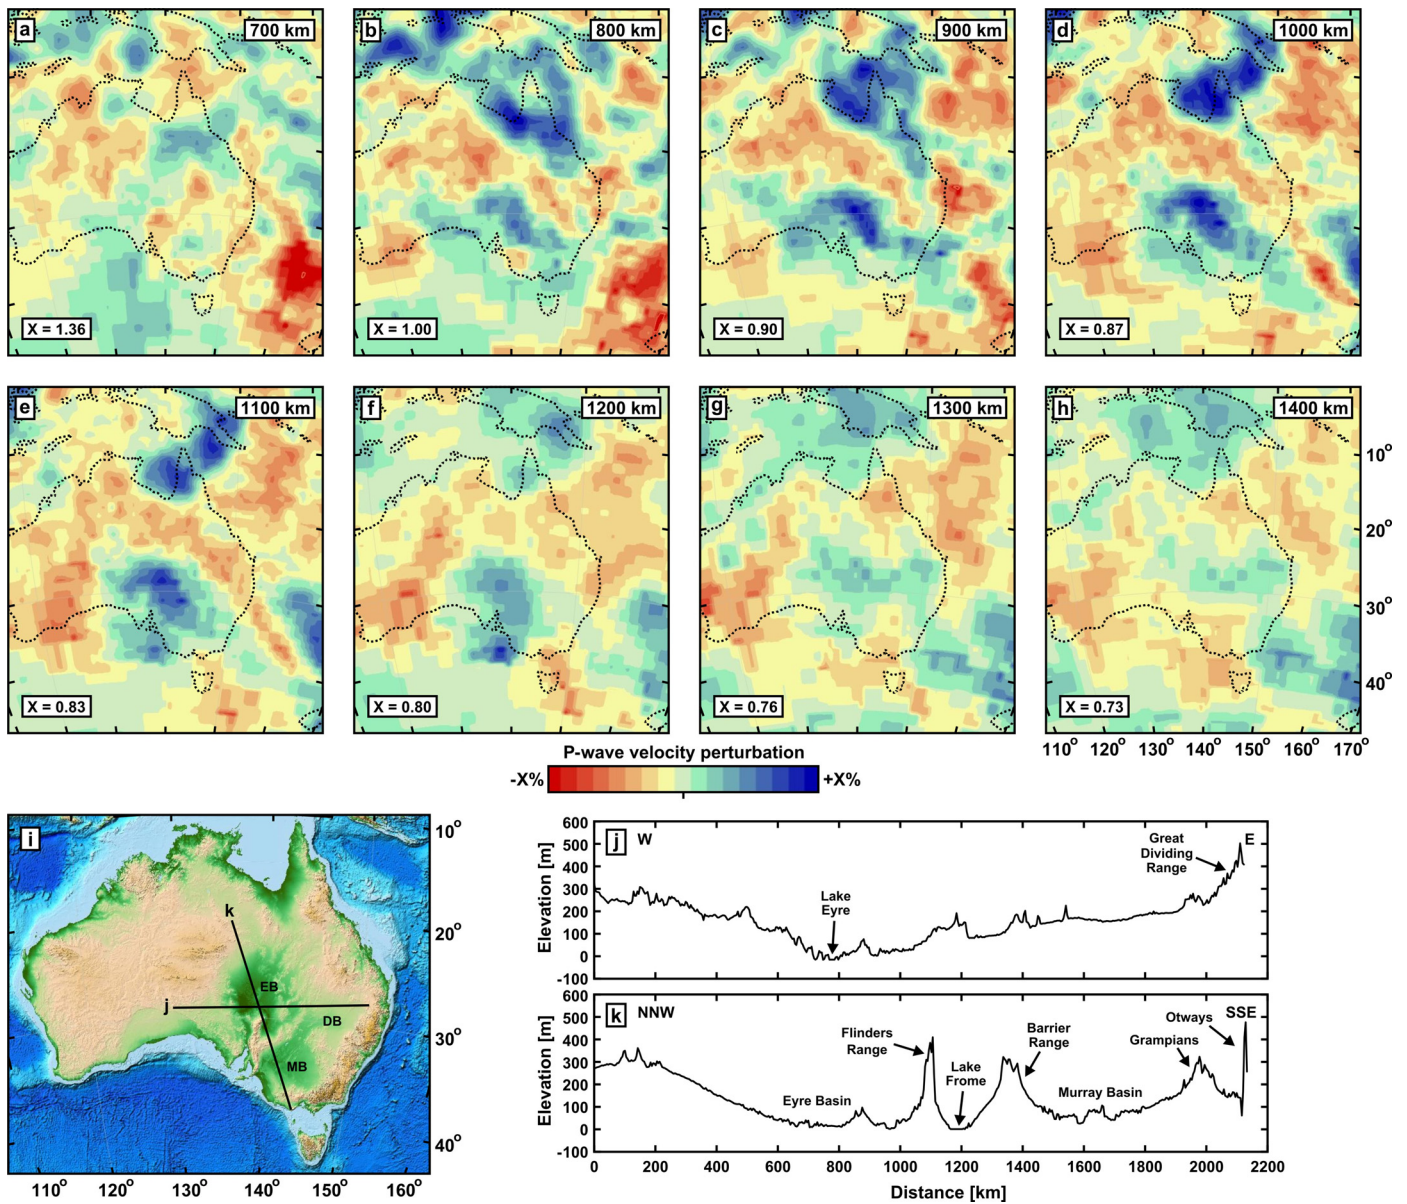 a 700 km
b 800 km
c 900 km
d 1000 km
X = 1.36
X = 1.00
X = 0.90
X = 0.87
e 1100 km
f 1200 km
g 1300 km
h 1400 km
10°
20°
30°
40°
X = 0.83
X = 0.80
X = 0.76
X = 0.73
110° 120° 130° 140° 150° 160° 170°
P-wave velocity perturbation
-X% +X%
i
10°
20°
30°
40°
k
EB
j
DB
MB
110° 120° 130° 140° 150° 160°
j W E
Elevation [m]
600
500
400
300
200
100
0
-100
Lake
Eyre
Great
Dividing
Range
k NNW SSE
Elevation [m]
600
500
400
300
200
100
0
-100
Eyre Basin
Flinders
Range
Lake
Frome
Barrier
Range
Murray Basin
Grampians
Otways
0 200 400 600 800 1000 1200 1400 1600 1800 2000 2200
Distance [km]